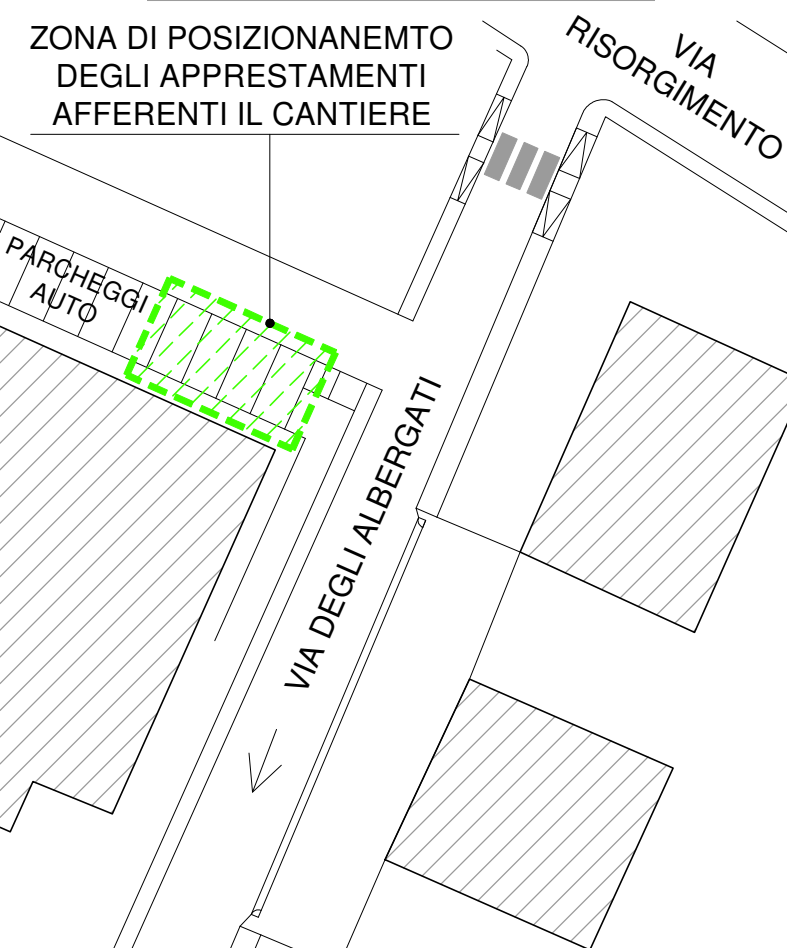 ZONA DI POSIZIONANEMTO
DEGLI APPRESTAMENTI
AFFERENTI IL CANTIERE
VIA
RISORGIMENTO
PARCHEGGI
AUTO
VIA DEGLI ALBERGATI